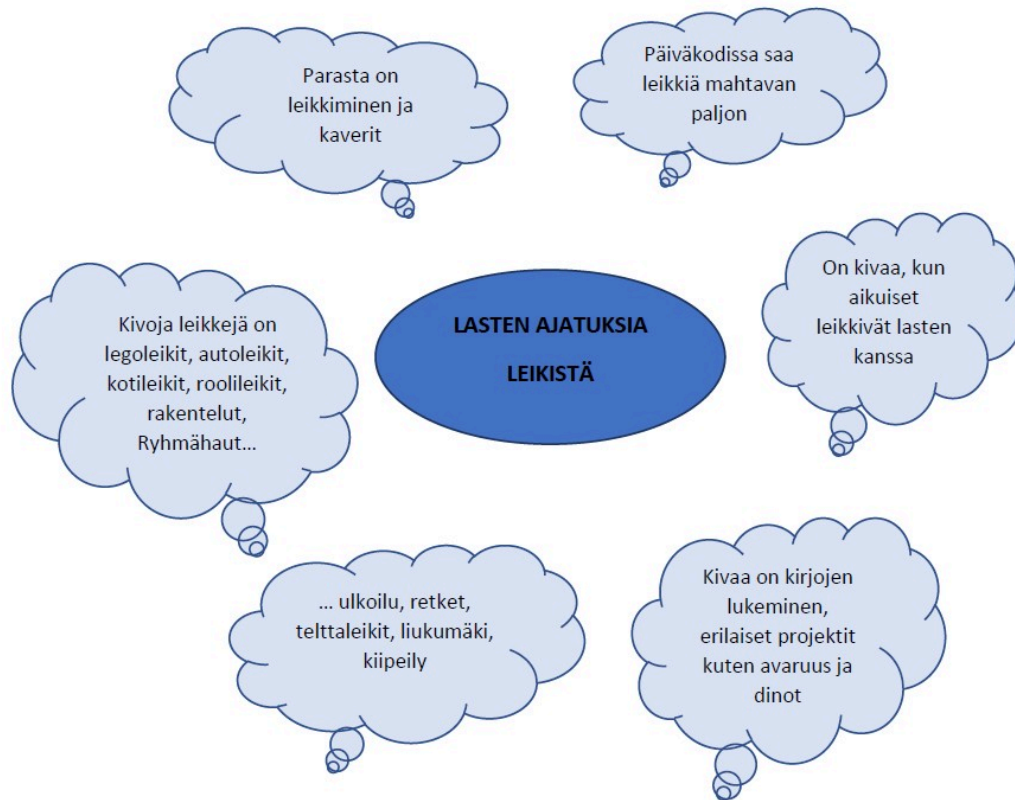 Parasta on
leikkiminen ja
kaverit
Päiväkodissa saa
leikkiä mahtavan
paljon
On kivaa, kun
aikuiset
leikkivät lasten
kanssa
LASTEN AJATUKSIA
LEIKISTÄ
Kivoja leikkejä on
legoleikit, autoleikit,
kotileikit, roolileikit,
rakentelut,
Ryhmähaut…
… ulkoilu, retket,
telttaleikit, liukumäki,
kiipeily
Kivaa on kirjojen
lukeminen,
erilaiset projektit
kuten avaruus ja
dinot